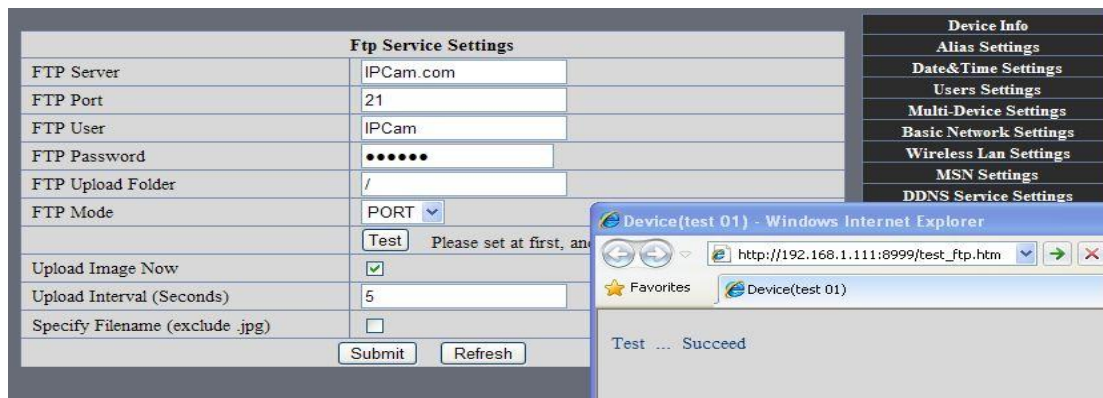 Ftp Service Settings
FTP Server IPCam.com
FTP Port 21
FTP User IPCam
FTP Password ●●●●●●
FTP Upload Folder /
FTP Mode PORT
Test Please set at first, an
Upload Image Now
Upload Interval (Seconds) 5
Specify Filename (exclude .jpg)
Submit Refresh
Device Info
Alias Settings
Date&Time Settings
Users Settings
Multi-Device Settings
Basic Network Settings
Wireless Lan Settings
MSN Settings
DDNS Service Settings
Device(test 01) - Windows Internet Explorer
http://192.168.1.111:8999/test_ftp.htm
Favorites Device(test 01)
Test ... Succeed